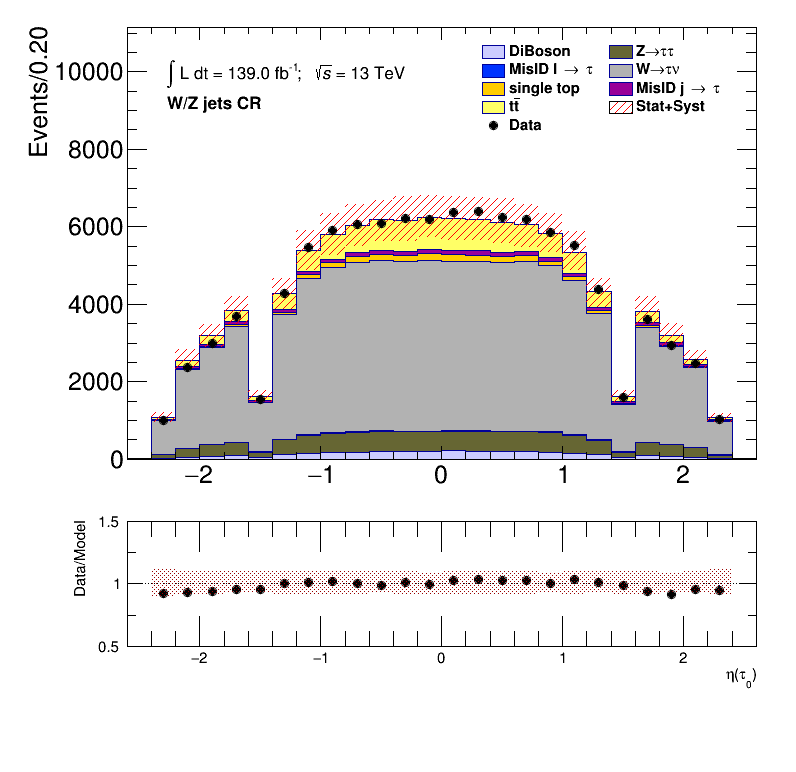 Events/0.20
10000
8000
6000
4000
2000
0
∫ L dt = 139.0 fb⁻¹; √s = 13 TeV
W/Z jets CR
DiBoson
MisID l → τ
single top
tt̄
Data
Z→ττ
W→τν
MisID j → τ
Stat+Syst
−2 −1 0 1 2
Data/Model
1.5
1
0.5
−2 −1 0 1 2
η(τ₀)